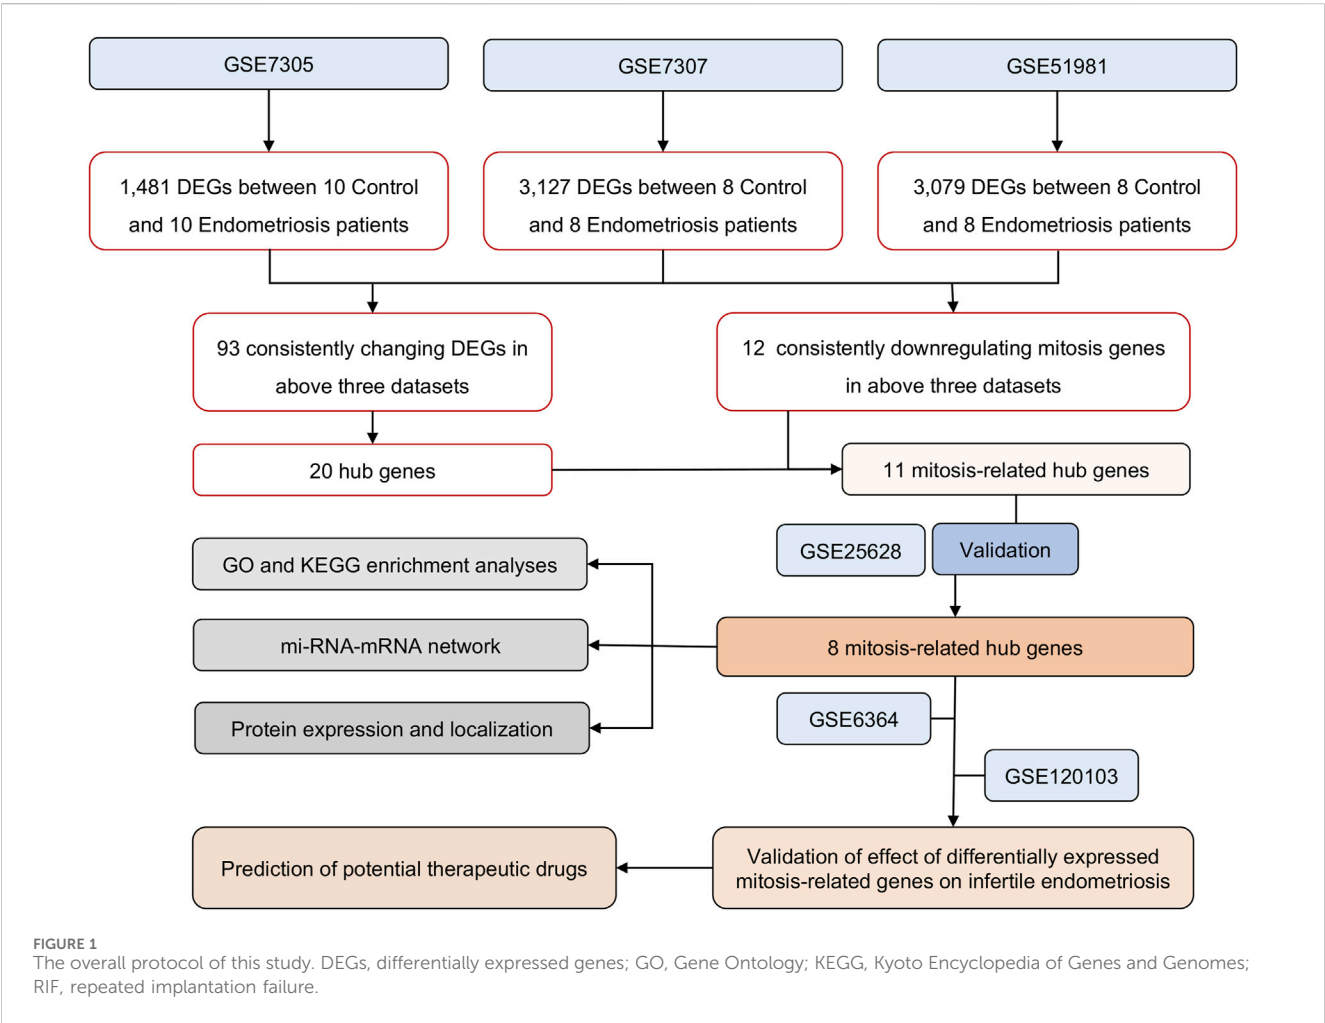 GSE7305
GSE7307
GSE51981
1,481 DEGs between 10 Control
and 10 Endometriosis patients
3,127 DEGs between 8 Control
and 8 Endometriosis patients
3,079 DEGs between 8 Control
and 8 Endometriosis patients
93 consistently changing DEGs in
above three datasets
12 consistently downregulating mitosis genes
in above three datasets
20 hub genes
11 mitosis-related hub genes
GSE25628
Validation
GO and KEGG enrichment analyses
mi-RNA-mRNA network
8 mitosis-related hub genes
Protein expression and localization
GSE6364
GSE120103
Prediction of potential therapeutic drugs
Validation of effect of differentially expressed
mitosis-related genes on infertile endometriosis
FIGURE 1
The overall protocol of this study. DEGs, differentially expressed genes; GO, Gene Ontology; KEGG, Kyoto Encyclopedia of Genes and Genomes;
RIF, repeated implantation failure.